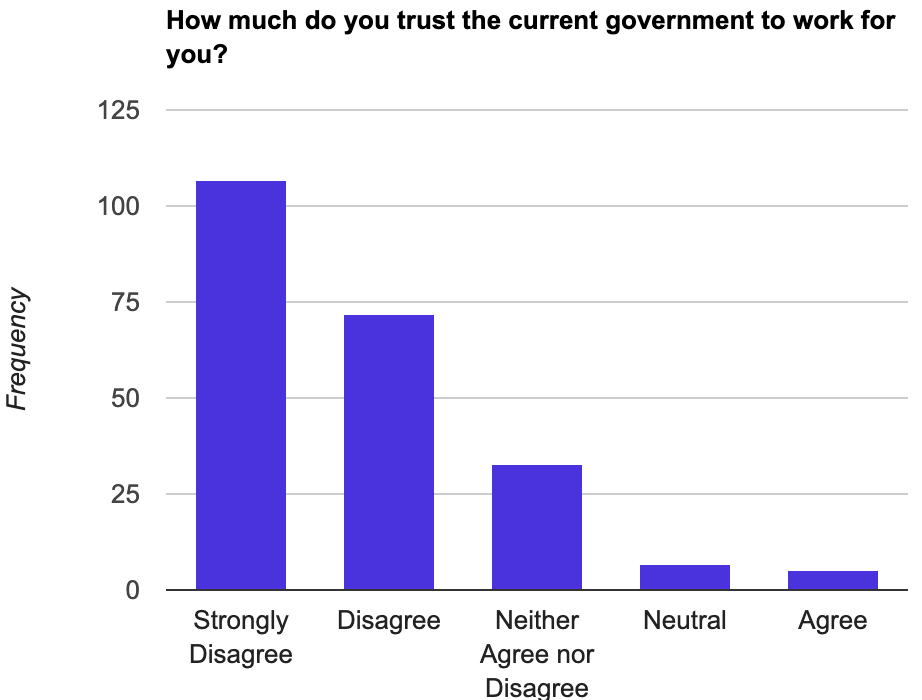 How much do you trust the current government to work for
you?
125
100
75
50
25
0
Frequency
Strongly
Disagree
Disagree
Neither
Agree nor
Disagree
Neutral
Agree